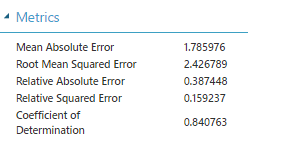 Metrics
Mean Absolute Error 1.785976
Root Mean Squared Error 2.426789
Relative Absolute Error 0.387448
Relative Squared Error 0.159237
Coefficient of
Determination 0.840763